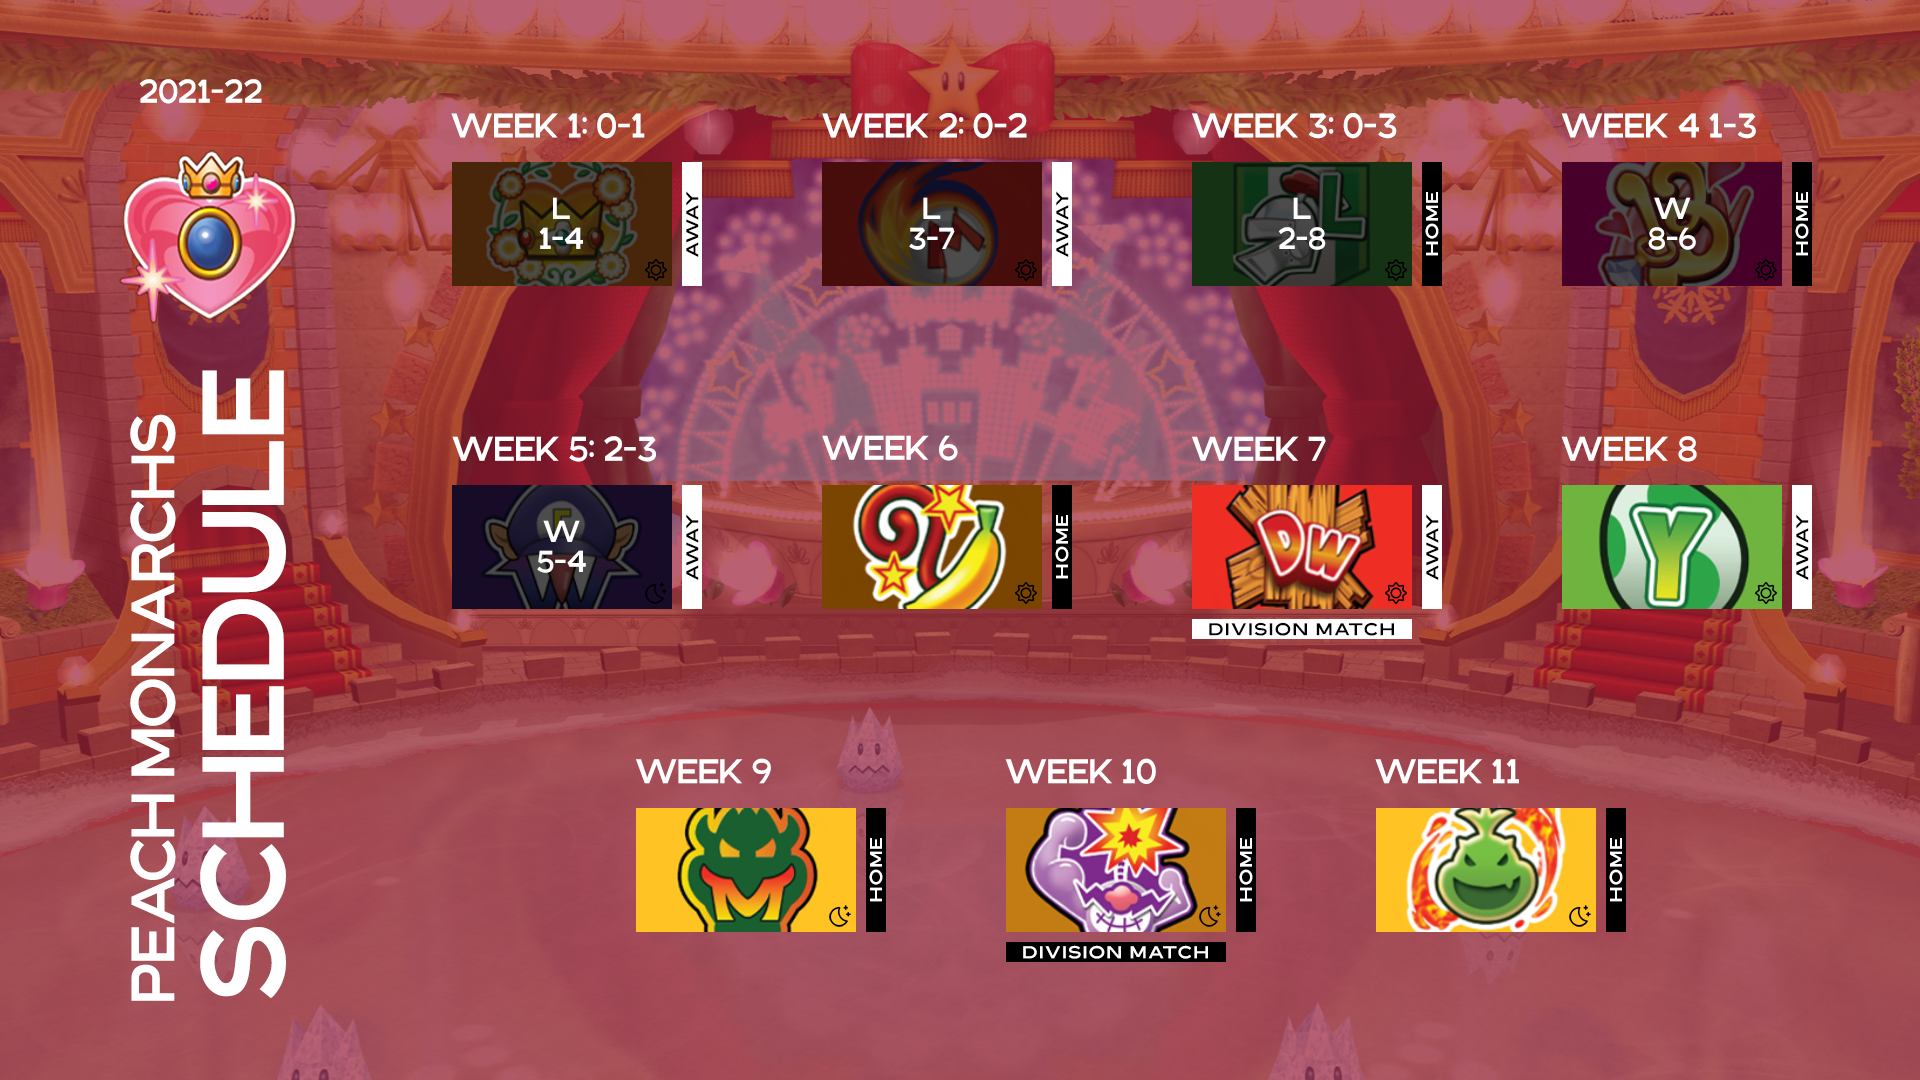 2021-22
PEACH MONARCHS
SCHEDULE
WEEK 1: 0-1
L
1-4
AWAY
WEEK 2: 0-2
L
3-7
AWAY
WEEK 3: 0-3
L
L
2-8
HOME
WEEK 4 1-3
W
8-6
HOME
WEEK 5: 2-3
W
5-4
AWAY
WEEK 6
HOME
WEEK 7
DW
AWAY
DIVISION MATCH
WEEK 8
Y
AWAY
WEEK 9
M
HOME
WEEK 10
HOME
DIVISION MATCH
WEEK 11
HOME